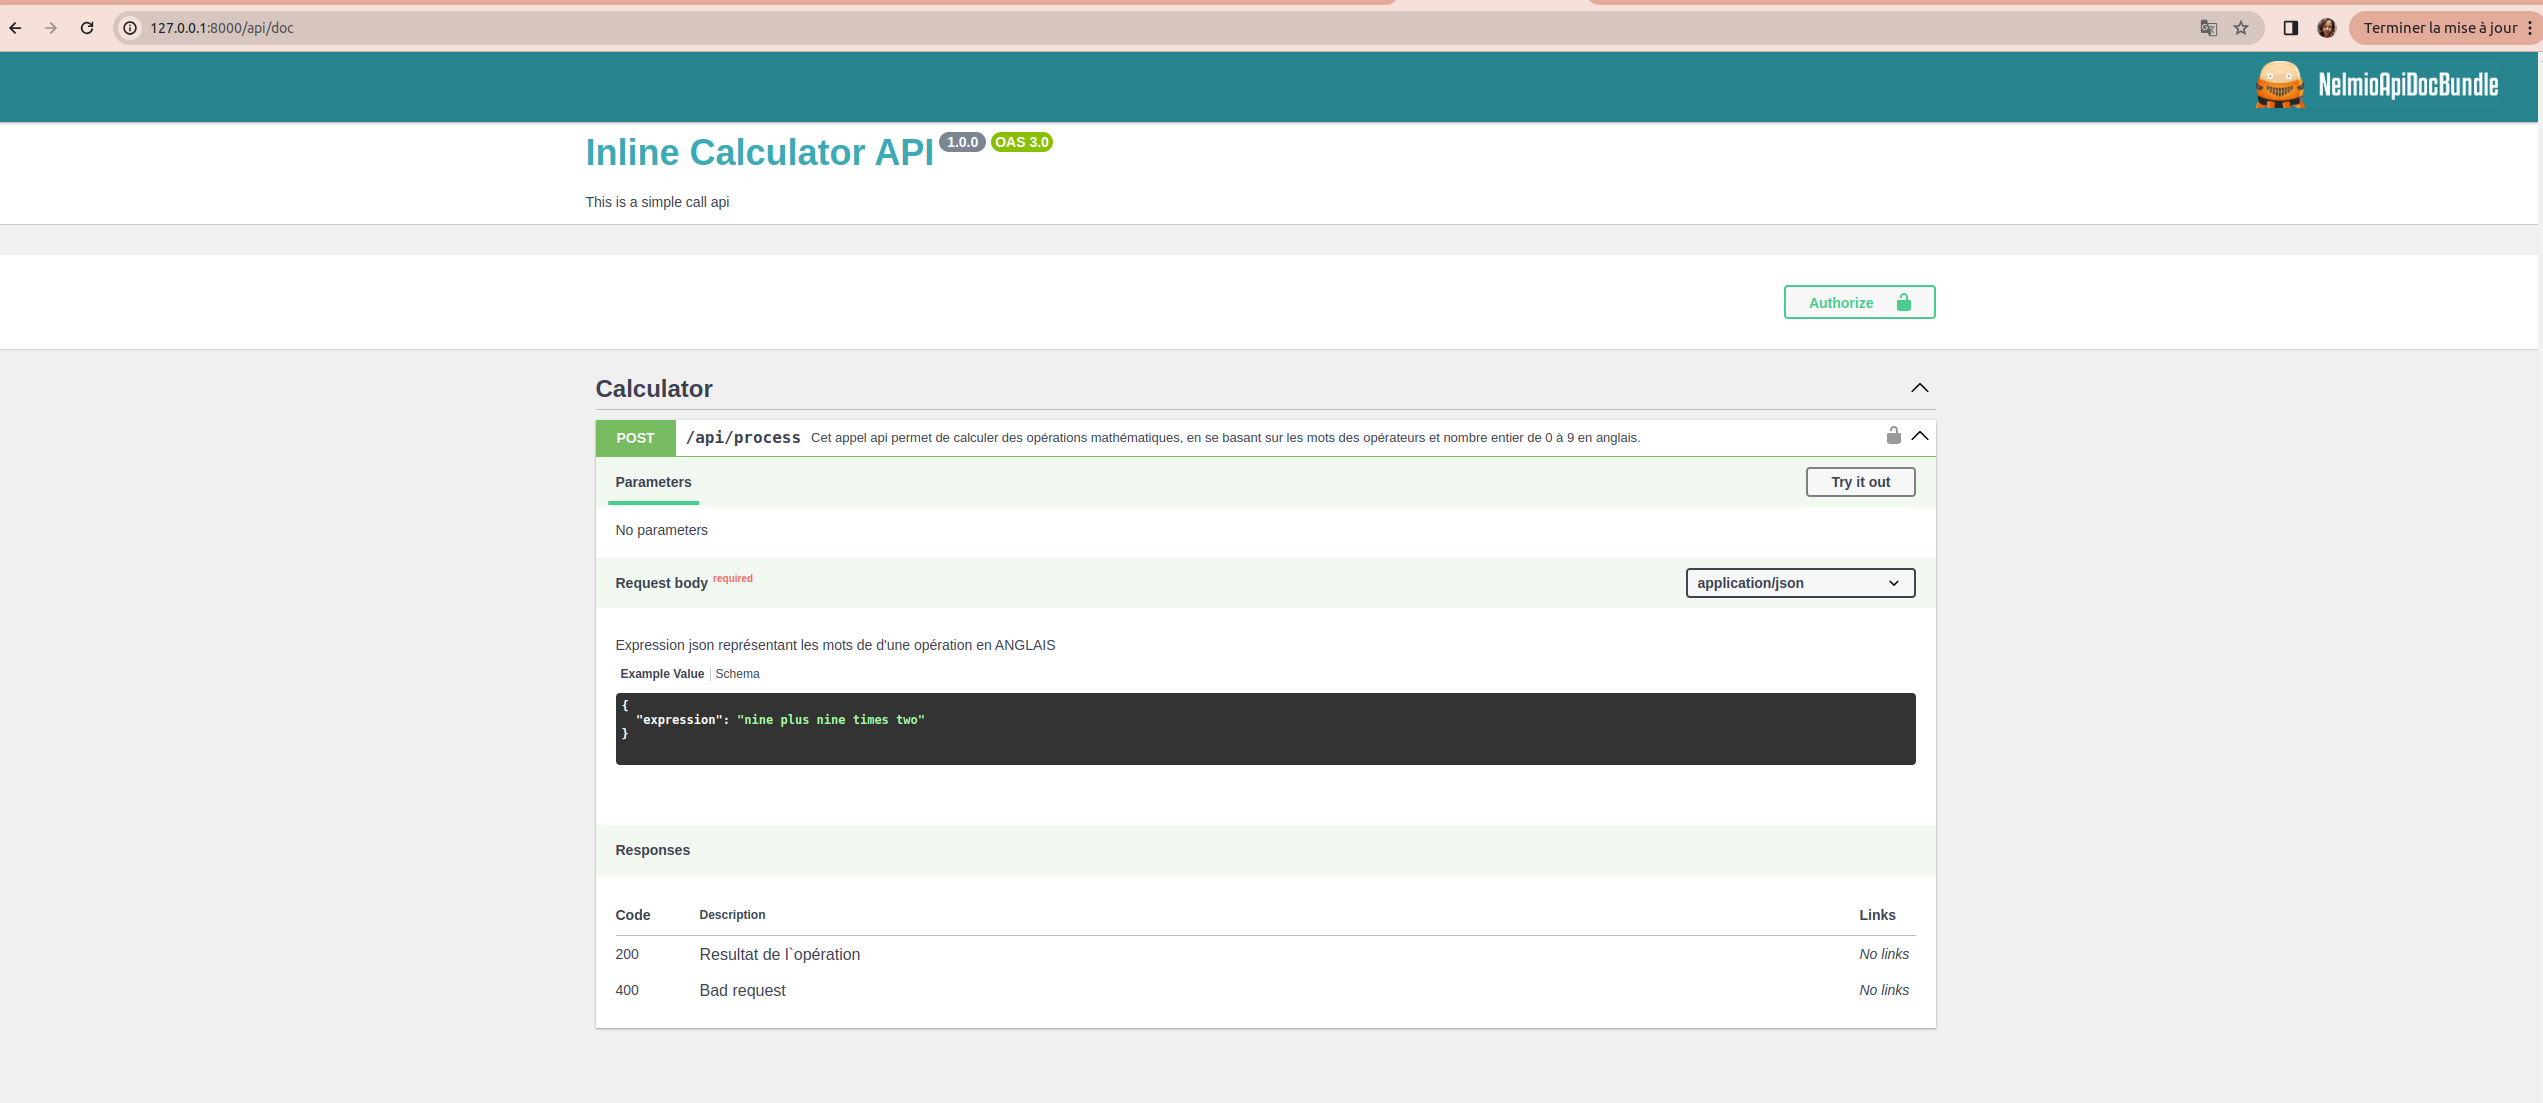 127.0.0.1:8000/api/doc
Terminer la mise à jour
NelmioApiDocBundle
Inline Calculator API 1.0.0 OAS 3.0
This is a simple call api
Authorize
Calculator
POST /api/process Cet appel api permet de calculer des opérations mathématiques, en se basant sur les mots des opérateurs et nombre entier de 0 à 9 en anglais.
Parameters
Try it out
No parameters
Request body required
application/json
Expression json représentant les mots de d'une opération en ANGLAIS
Example Value Schema
{
"expression": "nine plus nine times two"
}
Responses
Code Description Links
200 Resultat de l`opération No links
400 Bad request No links